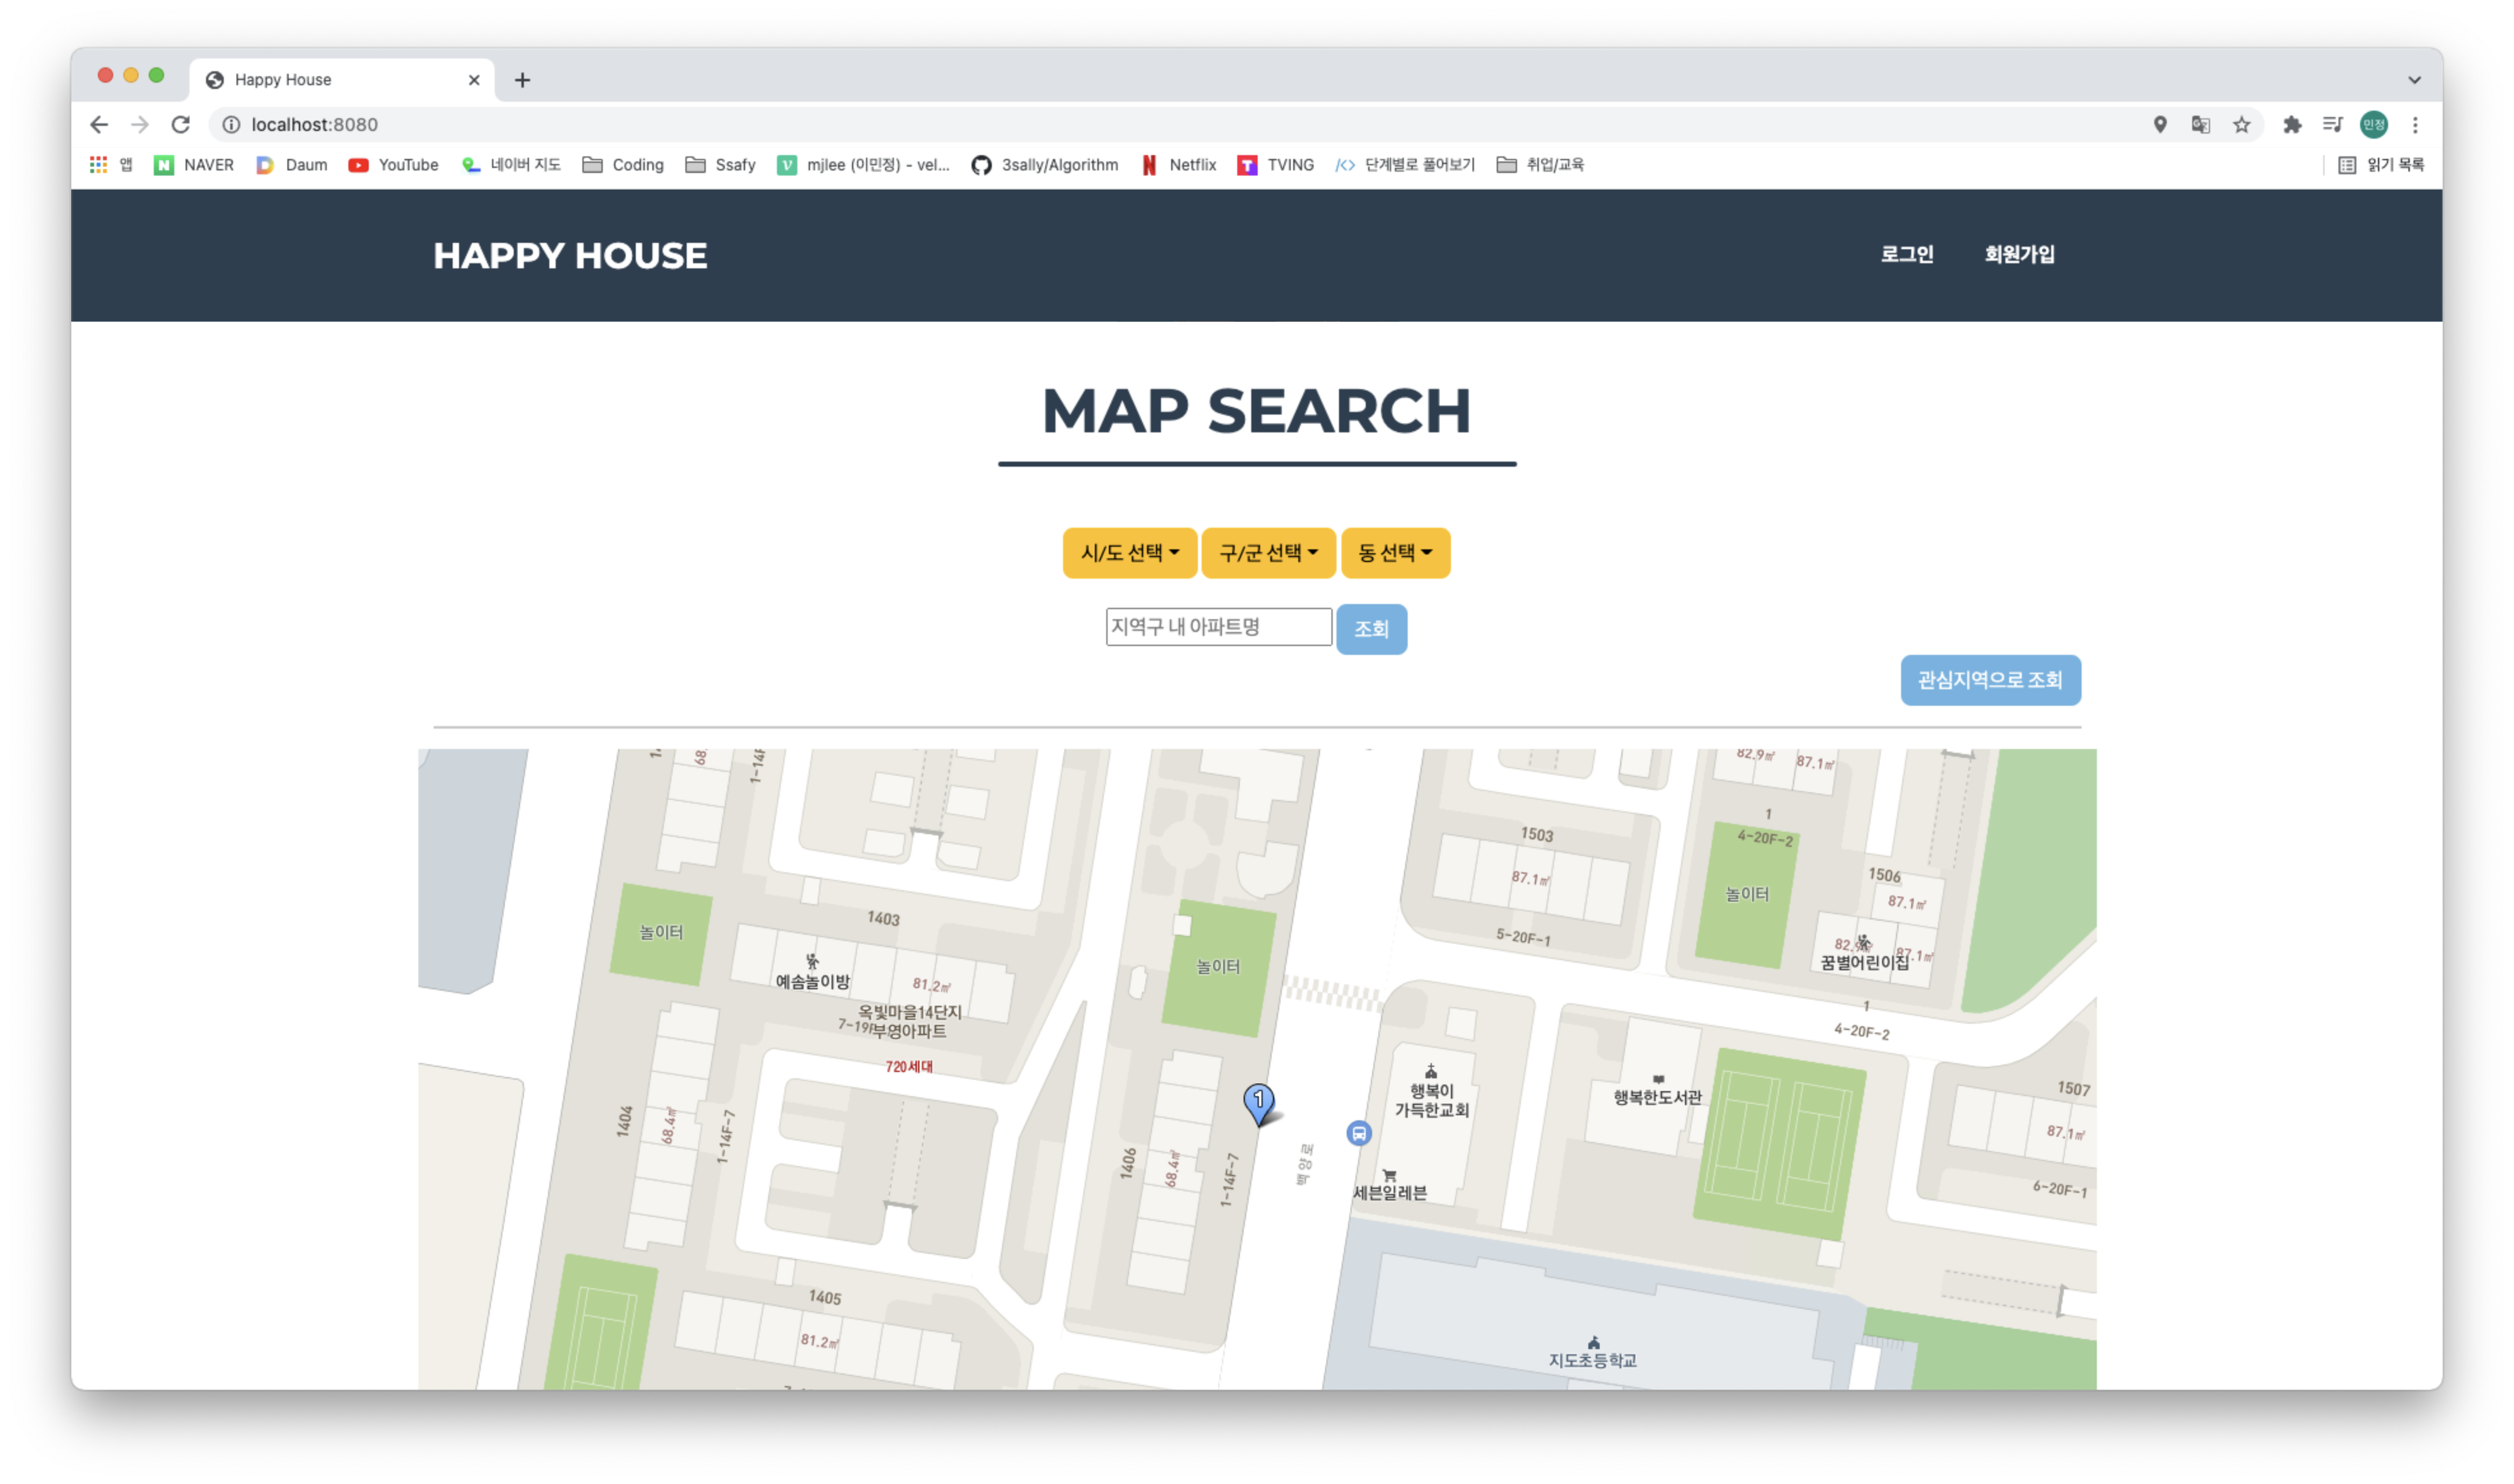 Happy House
localhost:8080
민정
앱 NAVER Daum YouTube 네이버 지도 Coding Ssafy mjlee (이민정) - vel... 3sally/Algorithm Netflix TVING 단계별로 풀어보기 취업/교육 읽기 목록
HAPPY HOUSE
로그인 회원가입
MAP SEARCH
시/도 선택 구/군 선택 동 선택
지역구 내 아파트명 조회
관심지역으로 조회
82.9㎡ 87.1㎡
1
4-20F-2
1503
87.1㎡
5-20F-1
놀이터
1506
87.1㎡
87.1㎡
꿈별어린이집
1
4-20F-2
놀이터
1403
예솜놀이방
81.2㎡
옥빛마을14단지
부영아파트
720세대
놀이터
1404
68.4㎡
1-14F-7
1406
68.4㎡
1-14F-7
1
백양로
행복이
가득한교회
세븐일레븐
행복한도서관
1507
87.1㎡
6-20F-1
1405
81.2㎡
지도초등학교